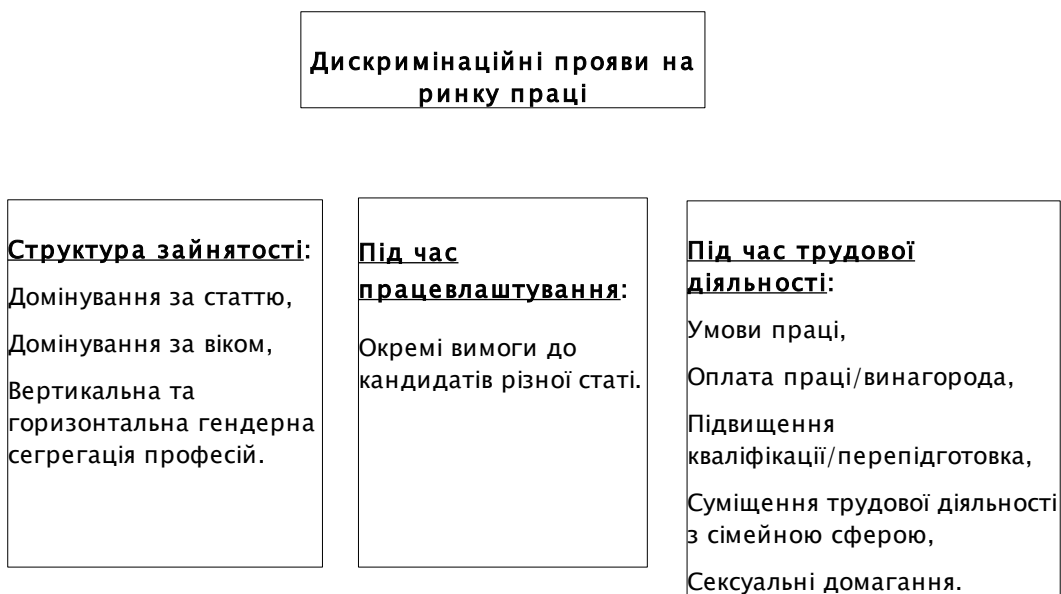 Дискримінаційні прояви на
ринку праці
Структура зайнятості:
Домінування за статтю,
Домінування за віком,
Вертикальна та
горизонтальна гендерна
сегрегація професій.
Під час
працевлаштування:
Окремі вимоги до
кандидатів різної статі.
Під час трудової
діяльності:
Умови праці,
Оплата праці/винагорода,
Підвищення
кваліфікації/перепідготовка,
Суміщення трудової діяльності
з сімейною сферою,
Сексуальні домагання.